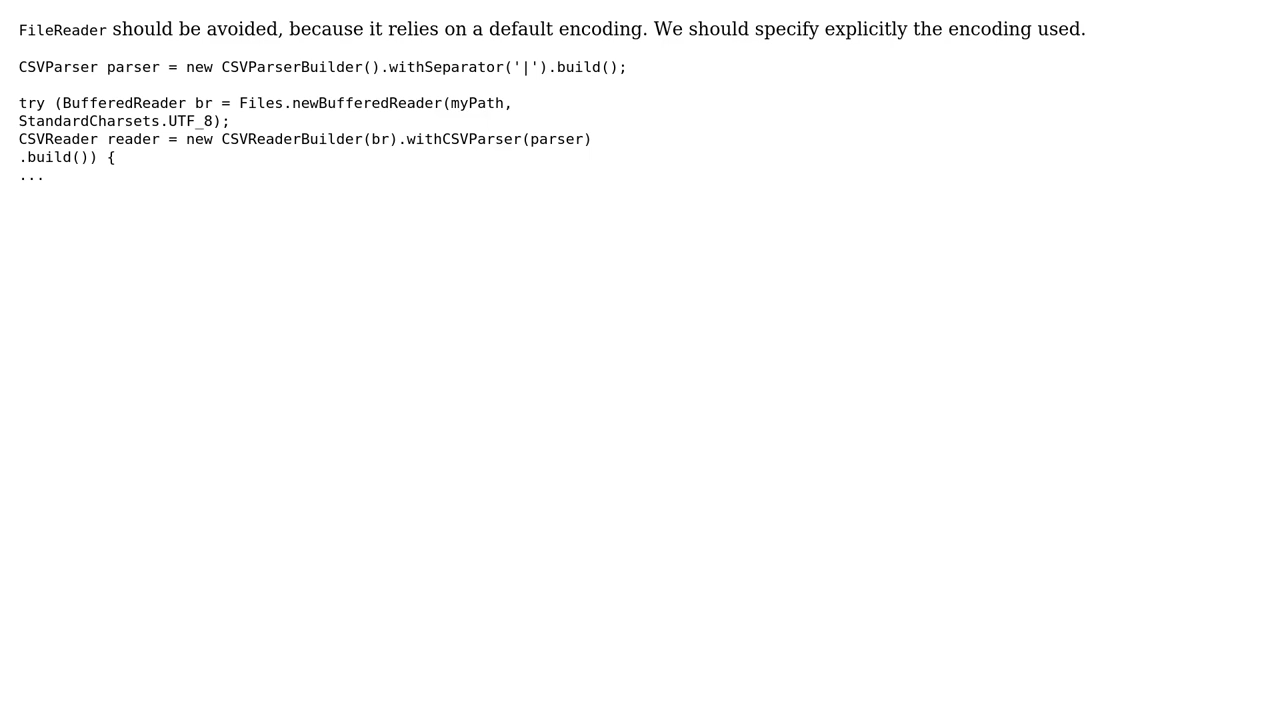 FileReader should be avoided, because it relies on a default encoding. We should specify explicitly the encoding used.
CSVParser parser = new CSVParserBuilder().withSeparator('|').build();
try (BufferedReader br = Files.newBufferedReader(myPath,
StandardCharsets.UTF_8);
CSVReader reader = new CSVReaderBuilder(br).withCSVParser(parser)
.build()) {
...